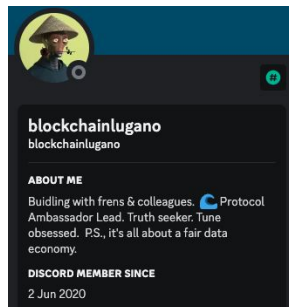 #
blockchainlugano
blockchainlugano
ABOUT ME
Buidling with frens & colleagues. 🌊 Protocol
Ambassador Lead. Truth seeker. Tune
obsessed. P.S., it's all about a fair data
economy.
DISCORD MEMBER SINCE
2 Jun 2020